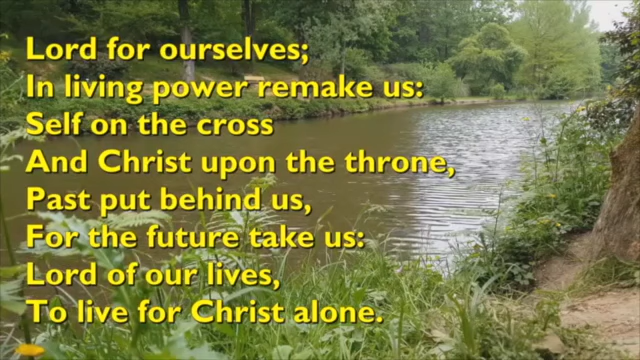 Lord for ourselves;
In living power remake us:
Self on the cross
And Christ upon the throne,
Past put behind us,
For the future take us:
Lord of our lives,
To live for Christ alone.